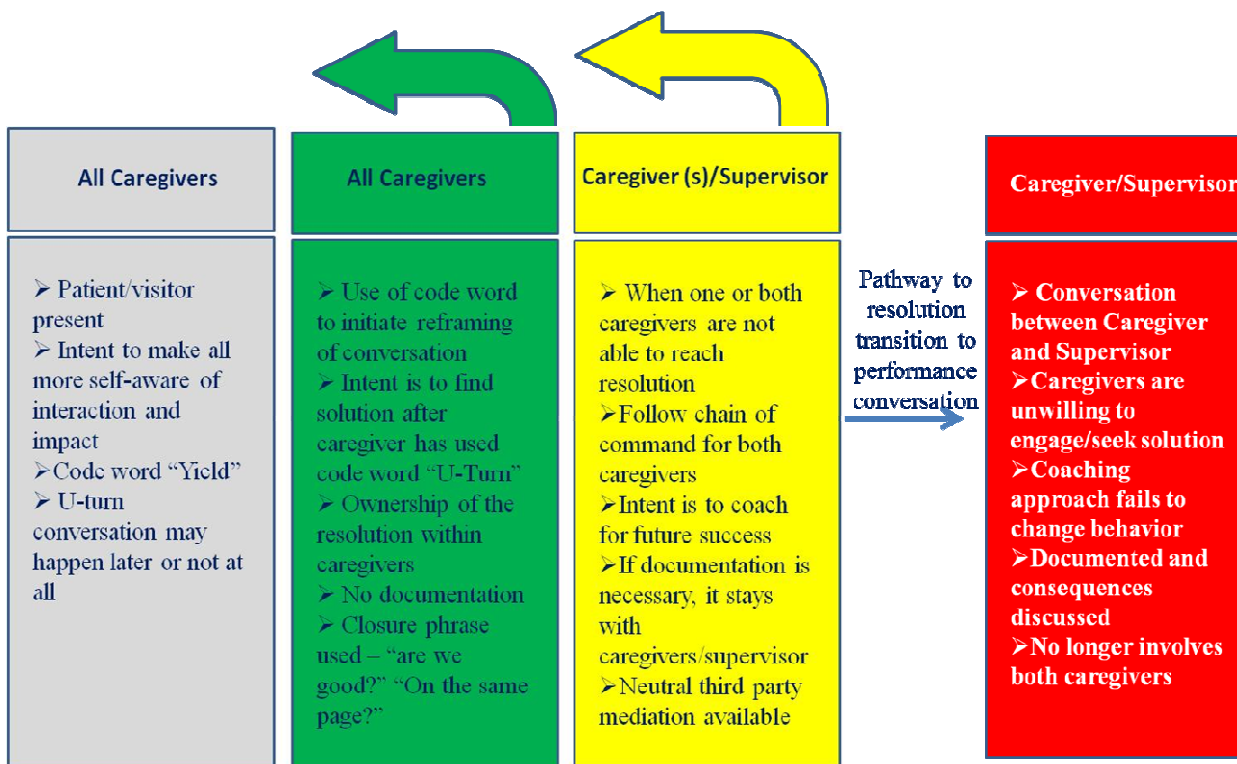 All Caregivers
➢ Patient/visitor
present
➢ Intent to make all
more self-aware of
interaction and
impact
➢Code word “Yield”
➢ U-turn
conversation may
happen later or not at
all
All Caregivers
➢ Use of code word
to initiate reframing
of conversation
➢ Intent is to find
solution after
caregiver has used
code word “U-Turn”
➢ Ownership of the
resolution within
caregivers
➢ No documentation
➢ Closure phrase
used – “are we
good?” “On the same
page?”
Caregiver (s)/Supervisor
➢ When one or both
caregivers are not
able to reach
resolution
➢Follow chain of
command for both
caregivers
➢Intent is to coach
for future success
➢If documentation is
necessary, it stays
with
caregivers/supervisor
➢Neutral third party
mediation available
Pathway to
resolution
transition to
performance
conversation
Caregiver/Supervisor
➢ Conversation
between Caregiver
and Supervisor
➢Caregivers are
unwilling to
engage/seek solution
➢Coaching
approach fails to
change behavior
➢Documented and
consequences
discussed
➢No longer involves
both caregivers